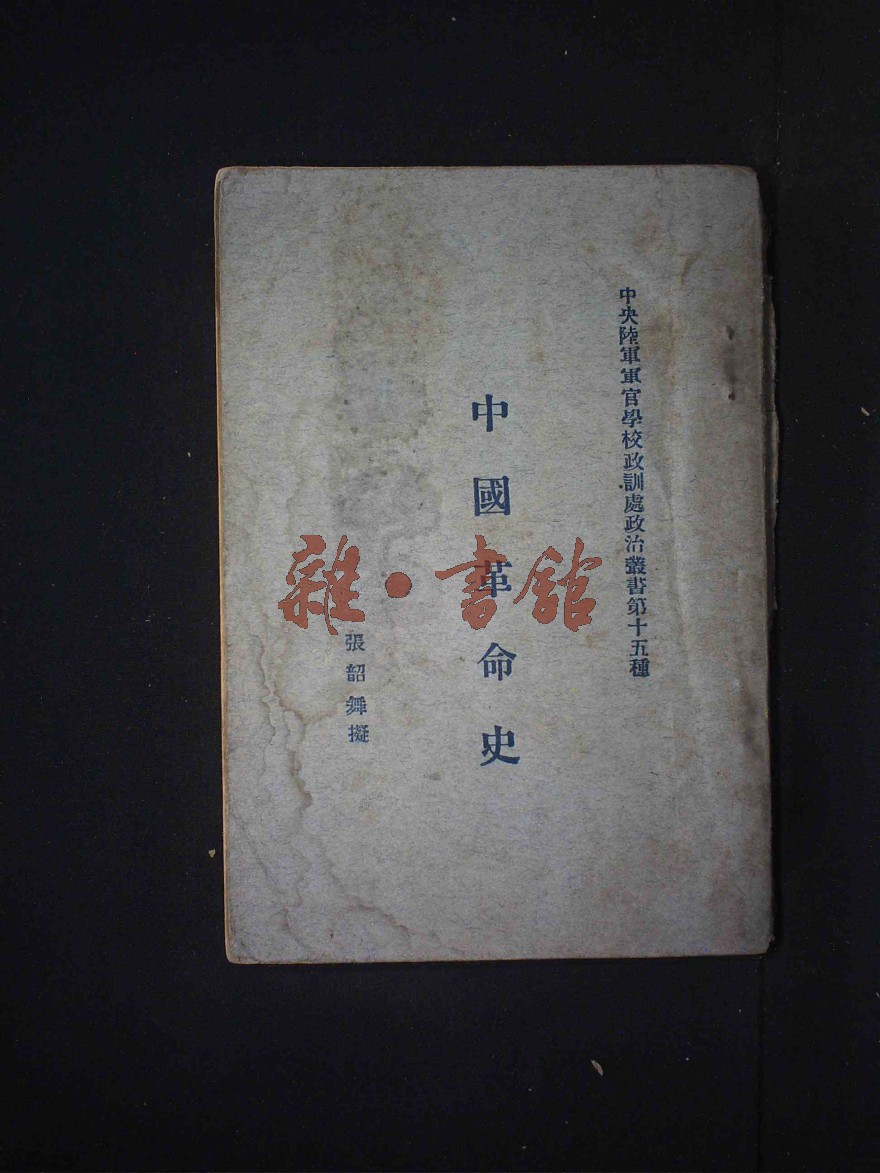 中央陸軍軍官學校政訓處政治叢書第十五種
中國革命史
張韶舞擬
雜·書館